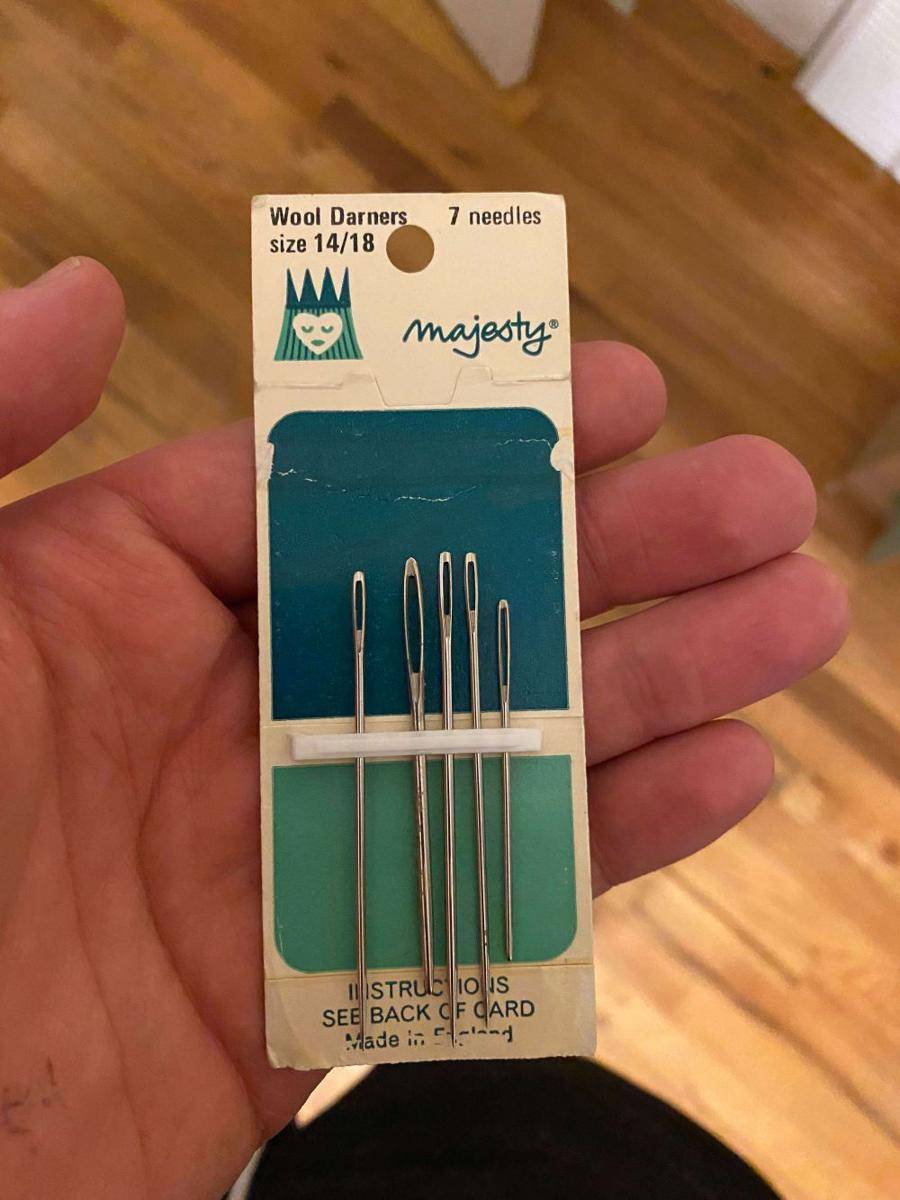 Wool Darners 7 needles
size 14/18
majesty®
INSTRUCTIONS
SEE BACK OF CARD
Made in England